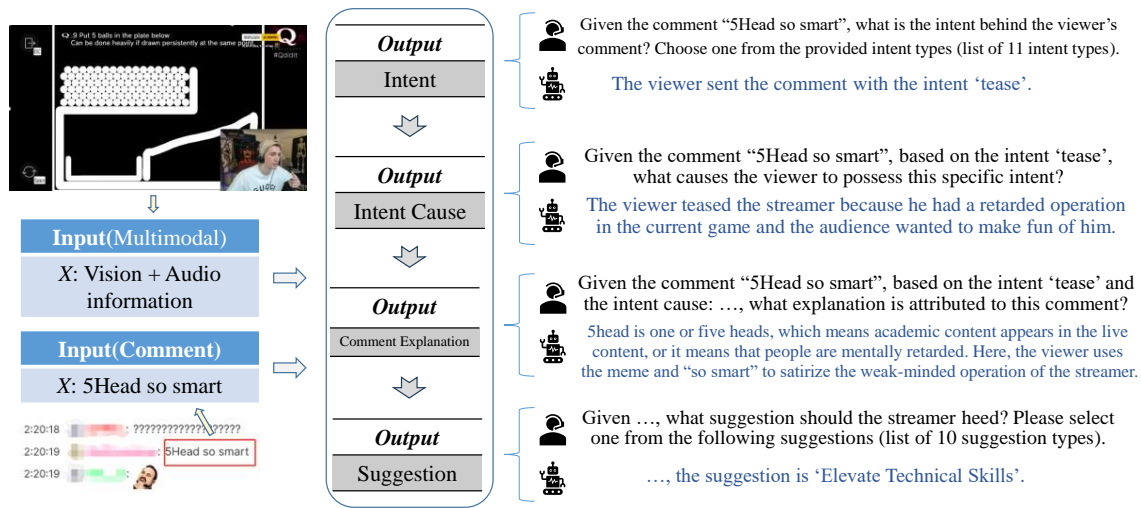 Q .9 Put 5 balls in the plate below
Can be done heavily if drawn persistently at the same point
Q
#Qdidit
GUCCI
Input(Multimodal)
X: Vision + Audio
information
Input(Comment)
X: 5Head so smart
2:20:18 : ???????????????????
2:20:19 : 5Head so smart
2:20:19 :
Output
Intent
Output
Intent Cause
Output
Comment Explanation
Output
Suggestion
Given the comment “5Head so smart”, what is the intent behind the viewer’s
comment? Choose one from the provided intent types (list of 11 intent types).
The viewer sent the comment with the intent ‘tease’.
Given the comment “5Head so smart”, based on the intent ‘tease’,
what causes the viewer to possess this specific intent?
The viewer teased the streamer because he had a retarded operation
in the current game and the audience wanted to make fun of him.
Given the comment “5Head so smart”, based on the intent ‘tease’ and
the intent cause: …, what explanation is attributed to this comment?
5head is one or five heads, which means academic content appears in the live
content, or it means that people are mentally retarded. Here, the viewer uses
the meme and “so smart” to satirize the weak-minded operation of the streamer.
Given …, what suggestion should the streamer heed? Please select
one from the following suggestions (list of 10 suggestion types).
…, the suggestion is ‘Elevate Technical Skills’.